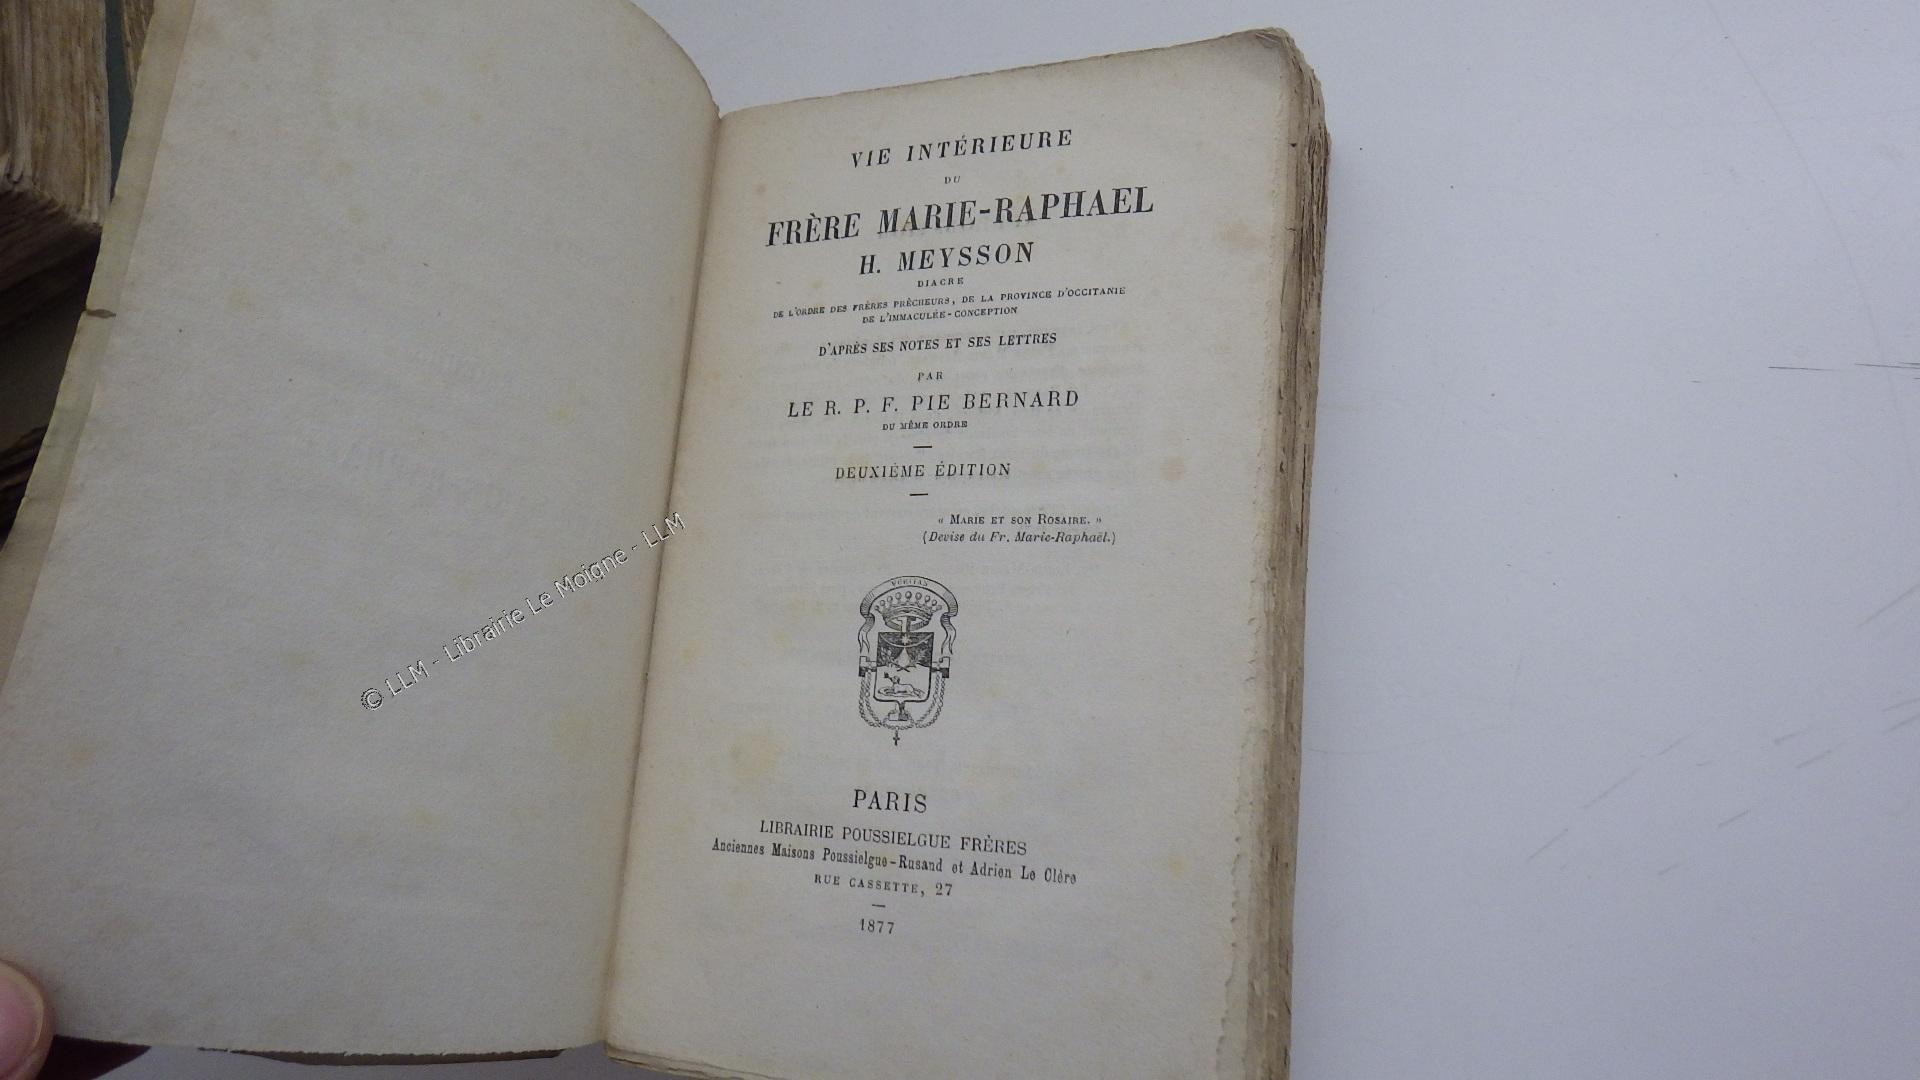 VIE INTÉRIEURE
DU
FRÈRE MARIE-RAPHAEL
H. MEYSSON
DIACRE
DE L'ORDRE DES FRÈRES PRÊCHEURS, DE LA PROVINCE D'OCCITANIE
DE L'IMMACULÉE-CONCEPTION
D'APRÈS SES NOTES ET SES LETTRES
PAR
LE R. P. F. PIE BERNARD
DU MÊME ORDRE
DEUXIÉME ÉDITION
« MARIE ET SON ROSAIRE. »
(Devise du Fr. Marie-Raphaël.)
VERITAS
PARIS
LIBRAIRIE POUSSIELGUE FRÈRES
Anciennes Maisons Poussielgue-Rusand et Adrien Le Clère
RUE CASSETTE, 27
1877
© LLM - Librairie Le Moigne - LLM